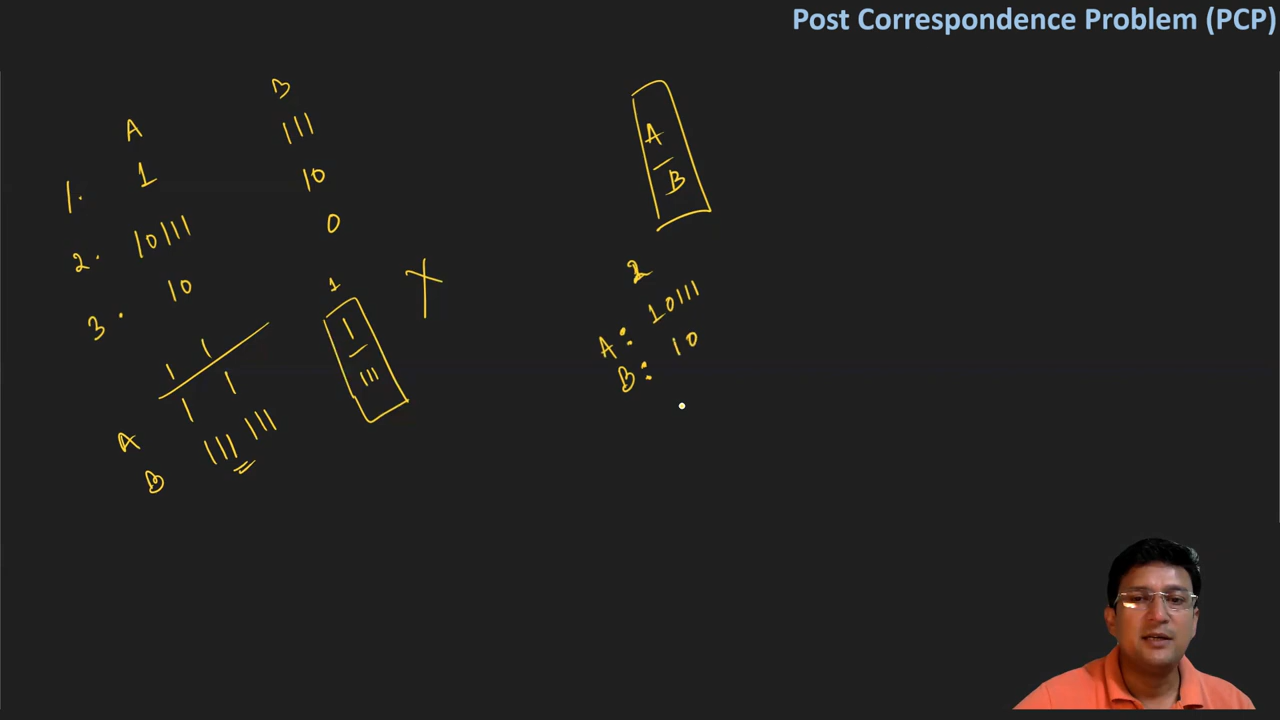 Post Correspondence Problem (PCP)
A B
1. 1 111
2. 10111 10
3. 10 0
1 1
1 1
A
B 111 111
1
1
111
A
B
2
A: 10111
B: 10